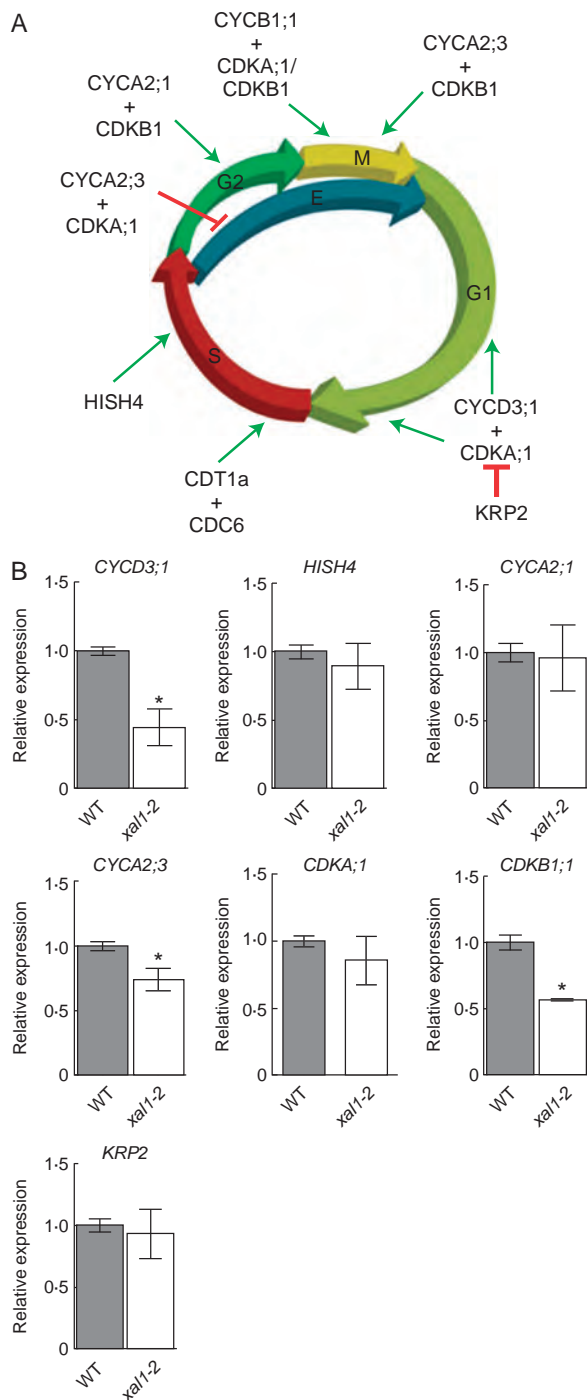 A
CYCB1;1
+
CDKA;1/
CDKB1
CYCA2;3
+
CDKB1
CYCA2;1
+
CDKB1
CYCA2;3
+
CDKA;1
G2
M
E
G1
S
HISH4
CYCD3;1
+
CDKA;1
CDT1a
+
CDC6
KRP2
B
CYCD3;1
Relative expression
1·5
1·0
0·5
0
*
WT
xal1-2
HISH4
Relative expression
1·5
1·0
0·5
0
WT
xal1-2
CYCA2;1
Relative expression
1·5
1·0
0·5
0
WT
xal1-2
CYCA2;3
Relative expression
1·5
1·0
0·5
0
*
WT
xal1-2
CDKA;1
Relative expression
1·5
1·0
0·5
0
WT
xal1-2
CDKB1;1
Relative expression
1·5
1·0
0·5
0
*
WT
xal1-2
KRP2
Relative expression
1·5
1·0
0·5
0
WT
xal1-2